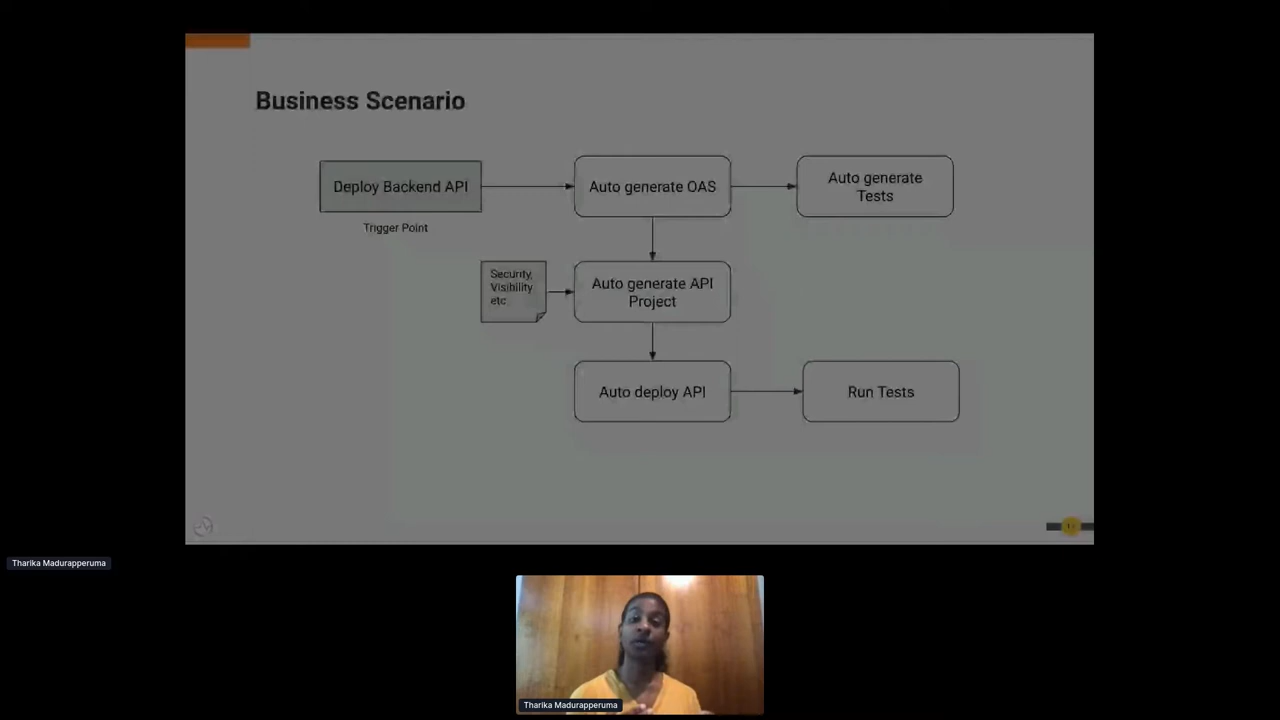 Business Scenario
Deploy Backend API
Auto generate OAS
Auto generate
Tests
Trigger Point
Security,
Visibility
etc
Auto generate API
Project
Auto deploy API
Run Tests
Tharika Madurapperuma
Tharika Madurapperuma